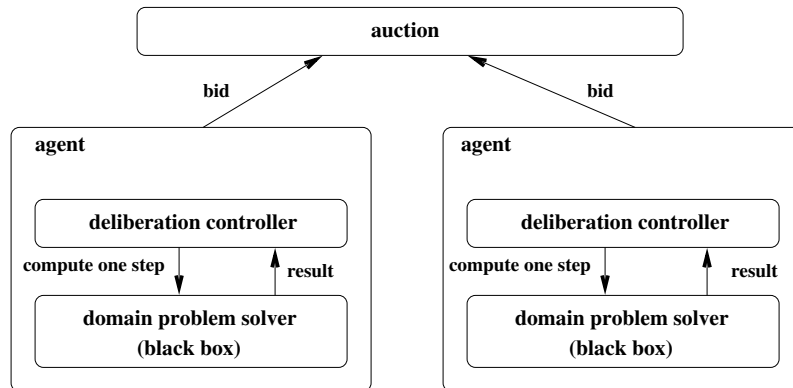 auction
bid
bid
agent
deliberation controller
compute one step
result
domain problem solver
(black box)
agent
deliberation controller
compute one step
result
domain problem solver
(black box)